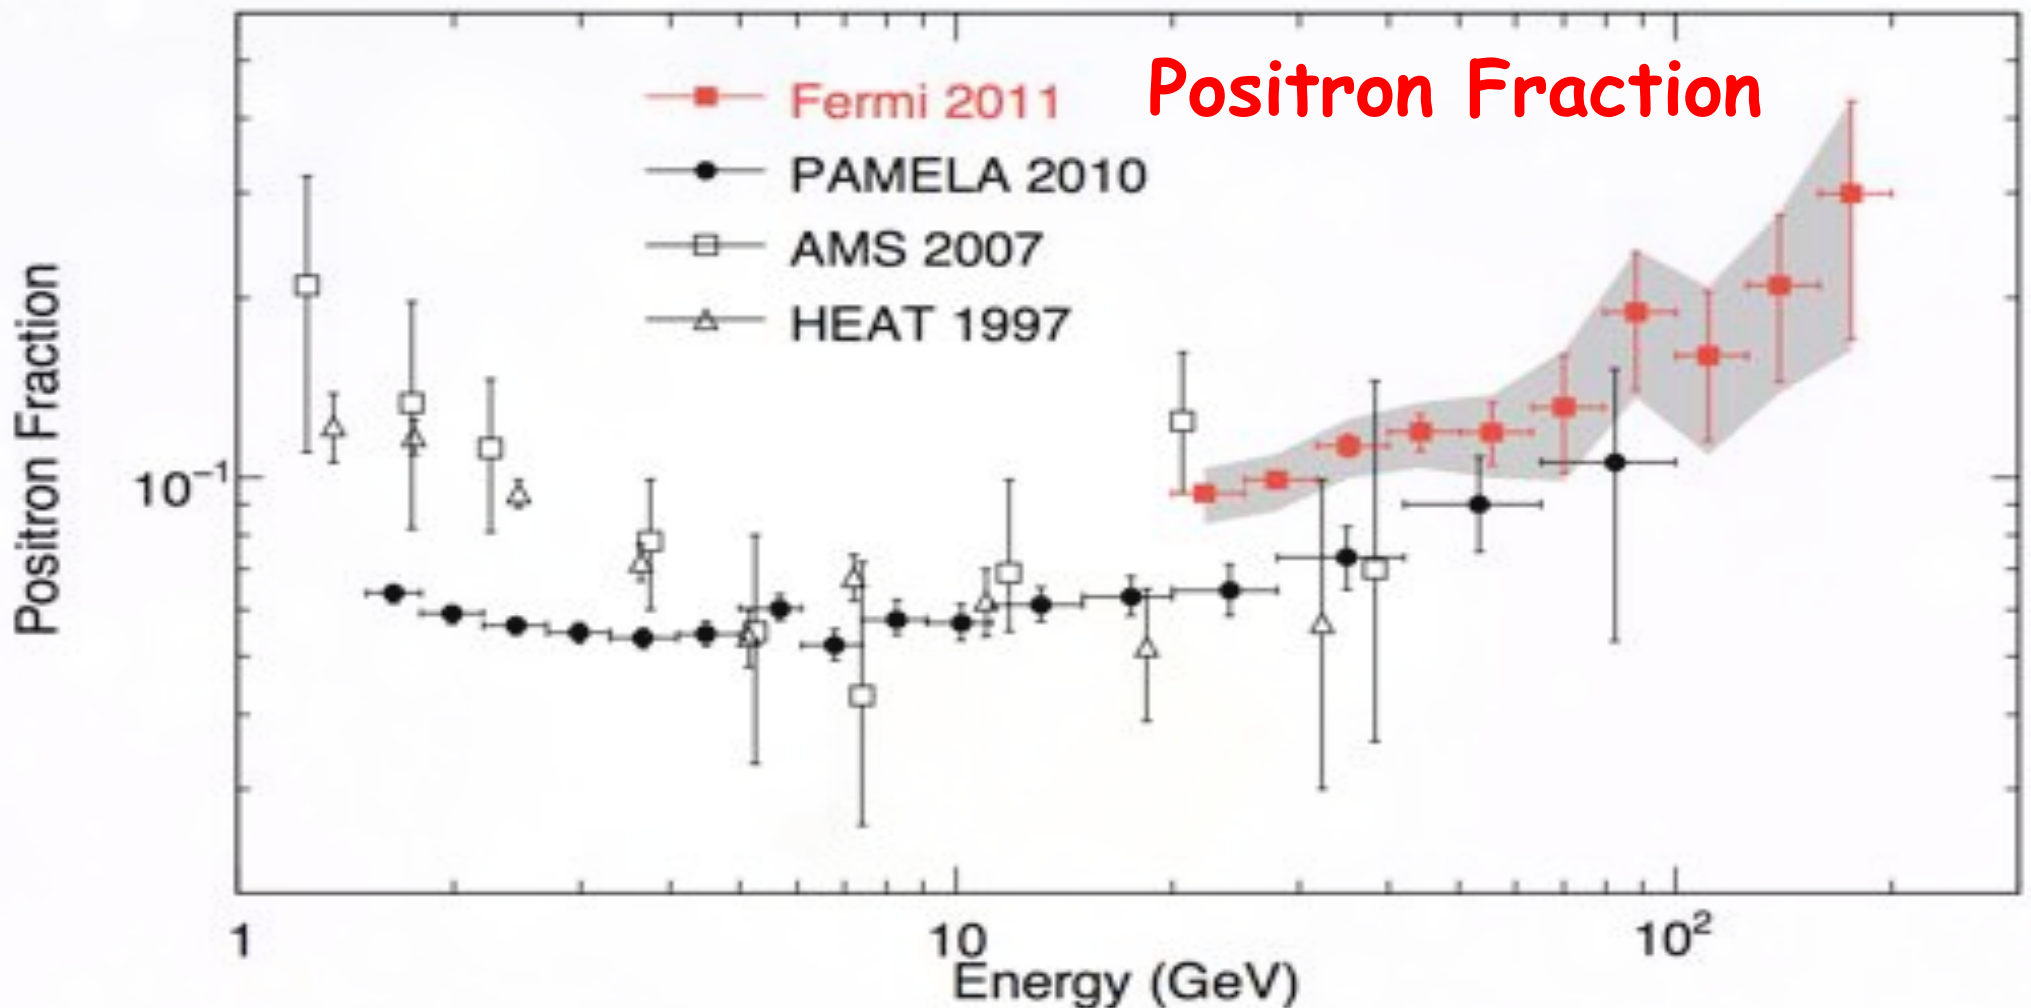 Positron Fraction
Fermi 2011
PAMELA 2010
AMS 2007
HEAT 1997
Positron Fraction
10⁻¹
1
10
10²
Energy (GeV)